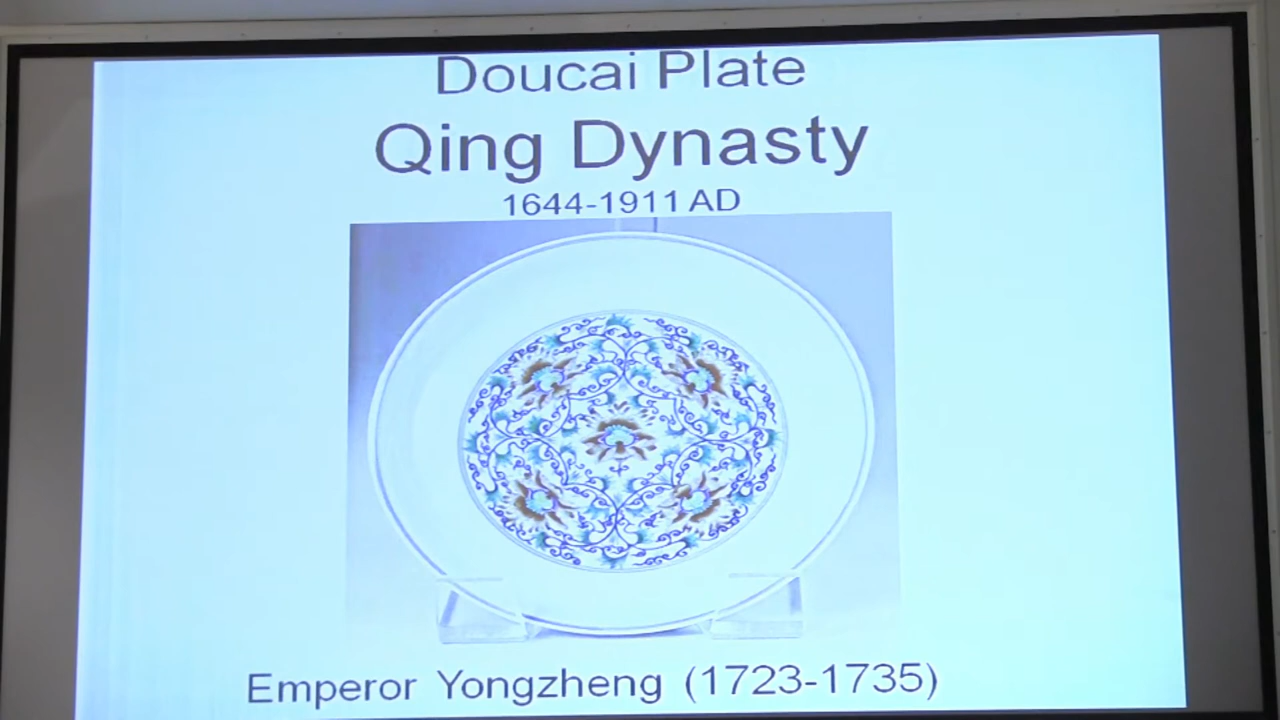 Doucai Plate
Qing Dynasty
1644-1911 AD
Emperor Yongzheng (1723-1735)